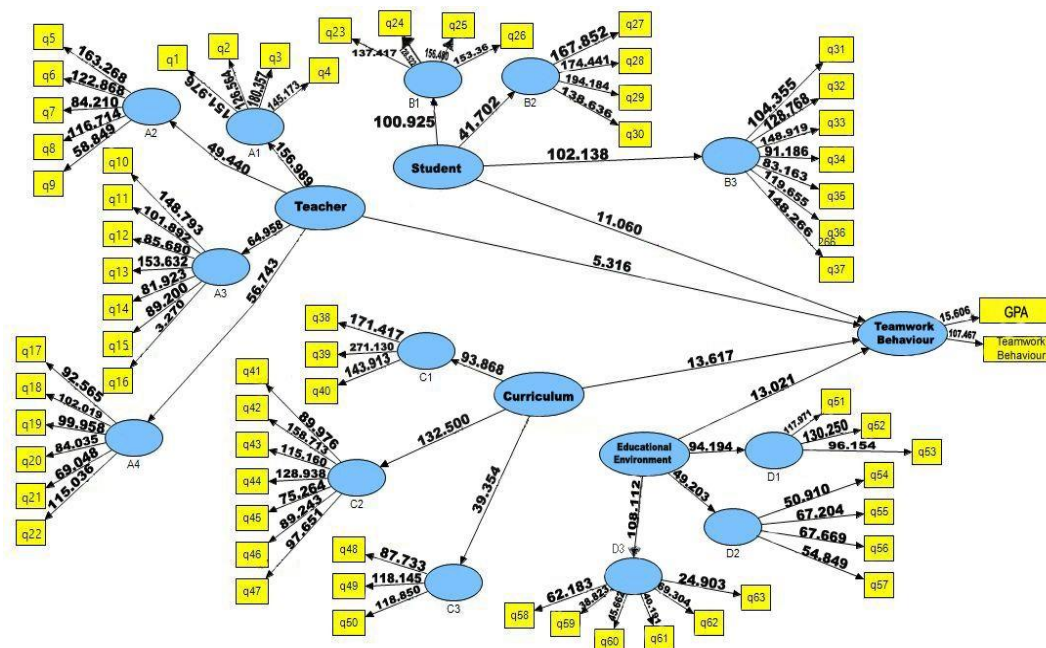 q5
163.268
q6
122.868
q7
84.210
q8
116.714
q9
58.849
A2
q1
151.976
q2
126.564
q3
180.357
q4
145.173
A1
49.440
156.989
Teacher
q10
148.793
q11
101.892
q12
85.680
q13
153.632
q14
81.923
q15
89.200
q16
3.270
A3
64.958
56.743
q17
92.565
q18
102.019
q19
99.958
q20
84.035
q21
69.048
q22
115.036
A4
q23
137.417
q24
q25
q26
153.36
B1
100.925
q27
167.852
q28
174.441
q29
194.184
q30
138.636
B2
41.702
Student
102.138
q31
104.355
q32
128.768
q33
148.919
q34
91.186
q35
83.163
q36
119.655
266
q37
148.266
B3
11.060
5.316
Teamwork
Behaviour
15.606
GPA
107.467
Teamwork
Behaviour
q38
171.417
q39
271.130
q40
143.913
C1
93.868
Curriculum
13.617
q41
89.976
q42
158.713
q43
115.160
q44
128.938
q45
75.264
q46
89.243
q47
97.651
C2
132.500
39.354
q48
87.733
q49
118.145
q50
118.850
C3
13.021
Educational
Environment
94.194
q51
117.971
q52
130.250
q53
96.154
D1
49.203
q54
50.910
q55
67.204
q56
67.669
q57
54.849
D2
108.112
D3
q58
62.183
q59
38.823
q60
45.662
q61
40.191
q62
69.304
q63
24.903